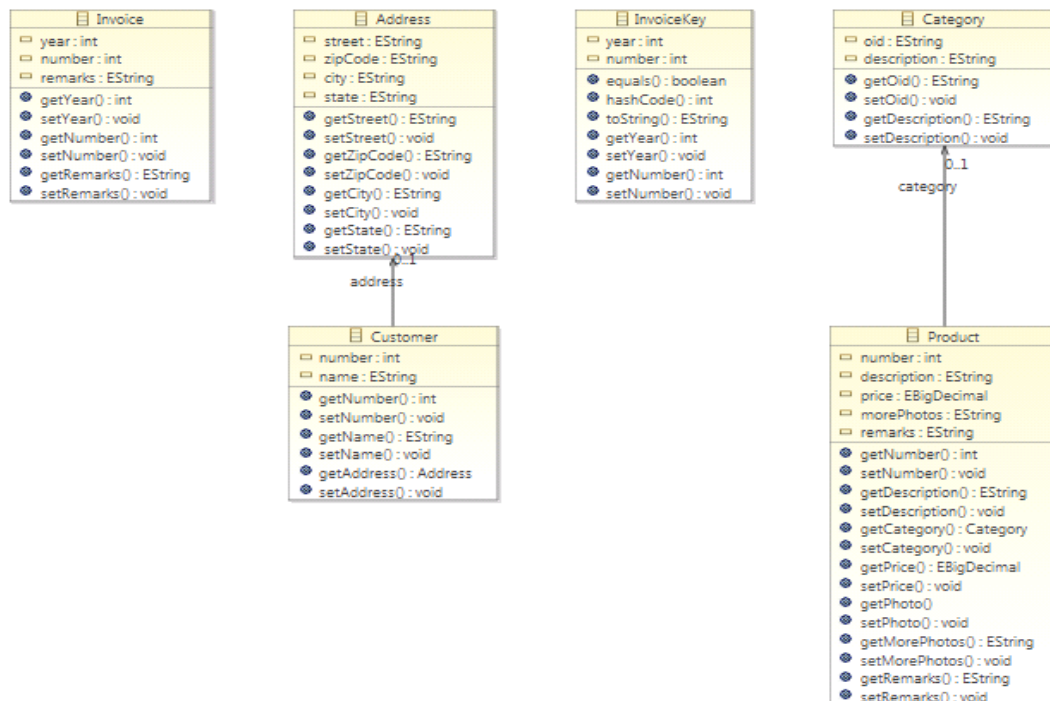 Invoice
year : int
number : int
remarks : EString
getYear() : int
setYear() : void
getNumber() : int
setNumber() : void
getRemarks() : EString
setRemarks() : void
Address
street : EString
zipCode : EString
city : EString
state : EString
getStreet() : EString
setStreet() : void
getZipCode() : EString
setZipCode() : void
getCity() : EString
setCity() : void
getState() : EString
setState() : void
0..1
address
Customer
number : int
name : EString
getNumber() : int
setNumber() : void
getName() : EString
setName() : void
getAddress() : Address
setAddress() : void
InvoiceKey
year : int
number : int
equals() : boolean
hashCode() : int
toString() : EString
getYear() : int
setYear() : void
getNumber() : int
setNumber() : void
Category
oid : EString
description : EString
getOid() : EString
setOid() : void
getDescription() : EString
setDescription() : void
0..1
category
Product
number : int
description : EString
price : EBigDecimal
morePhotos : EString
remarks : EString
getNumber() : int
setNumber() : void
getDescription() : EString
setDescription() : void
getCategory() : Category
setCategory() : void
getPrice() : EBigDecimal
setPrice() : void
getPhoto()
setPhoto() : void
getMorePhotos() : EString
setMorePhotos() : void
getRemarks() : EString
setRemarks() : void